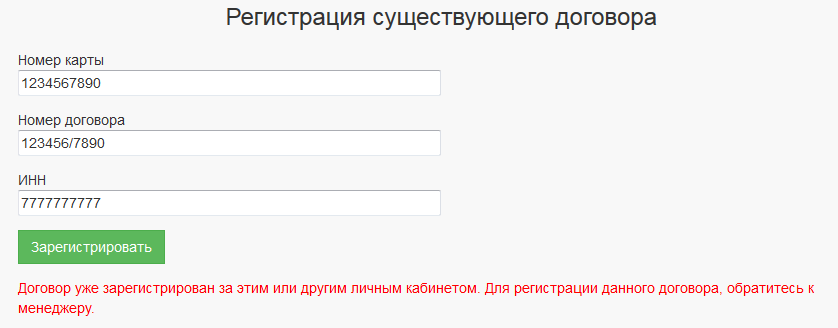 Регистрация существующего договора
Номер карты
1234567890
Номер договора
123456/7890
ИНН
7777777777
Зарегистрировать
Договор уже зарегистрирован за этим или другим личным кабинетом. Для регистрации данного договора, обратитесь к
менеджеру.